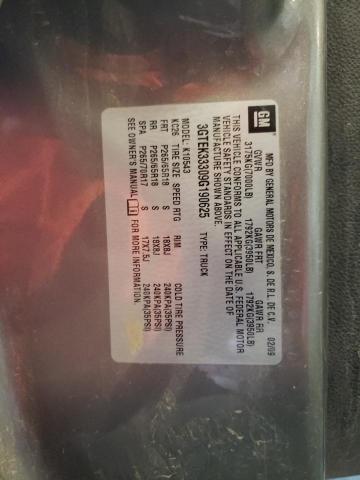 GM
MFD BY GENERAL MOTORS DE MEXICO, S. DE R.L. DE C.V. 02/09
GVWR GAWR FRT GAWR RR
3175KG(7000LB) 1792KG(3950LB) 1792KG(3950LB)
THIS VEHICLE CONFORMS TO ALL APPLICABLE U.S. FEDERAL MOTOR
VEHICLE SAFETY STANDARDS IN EFFECT ON THE DATE OF
MANUFACTURE SHOWN ABOVE.
3GTEK33309G190625 TYPE: TRUCK
MODEL: K10543
KC26 TIRE SIZE SPEED RTG RIM COLD TIRE PRESSURE
FRT P265/65R18 S 18X8J 240KPA(35PSI)
RR P265/65R18 S 18X8J 240KPA(35PSI)
SPA P265/70R17 S 17X7.5J 240KPA(35PSI)
SEE OWNER'S MANUAL FOR MORE INFORMATION.